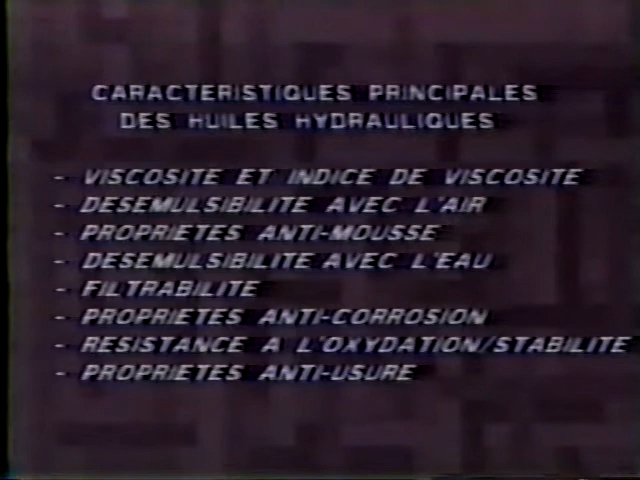 CARACTERISTIQUES PRINCIPALES
DES HUILES HYDRAULIQUES
- VISCOSITE ET INDICE DE VISCOSITE
- DESEMULSIBILITE AVEC L'AIR
- PROPRIETES ANTI-MOUSSE
- DESEMULSIBILITE AVEC L'EAU
- FILTRABILITE
- PROPRIETES ANTI-CORROSION
- RESISTANCE A L'OXYDATION/STABILITE
- PROPRIETES ANTI-USURE